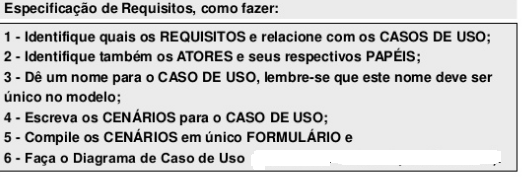 Especificação de Requisitos, como fazer:
1 - Identifique quais os REQUISITOS e relacione com os CASOS DE USO;
2 - Identifique também os ATORES e seus respectivos PAPÉIS;
3 - Dê um nome para o CASO DE USO, lembre-se que este nome deve ser
único no modelo;
4 - Escreva os CENÁRIOS para o CASO DE USO;
5 - Compile os CENÁRIOS em único FORMULÁRIO e
6 - Faça o Diagrama de Caso de Uso